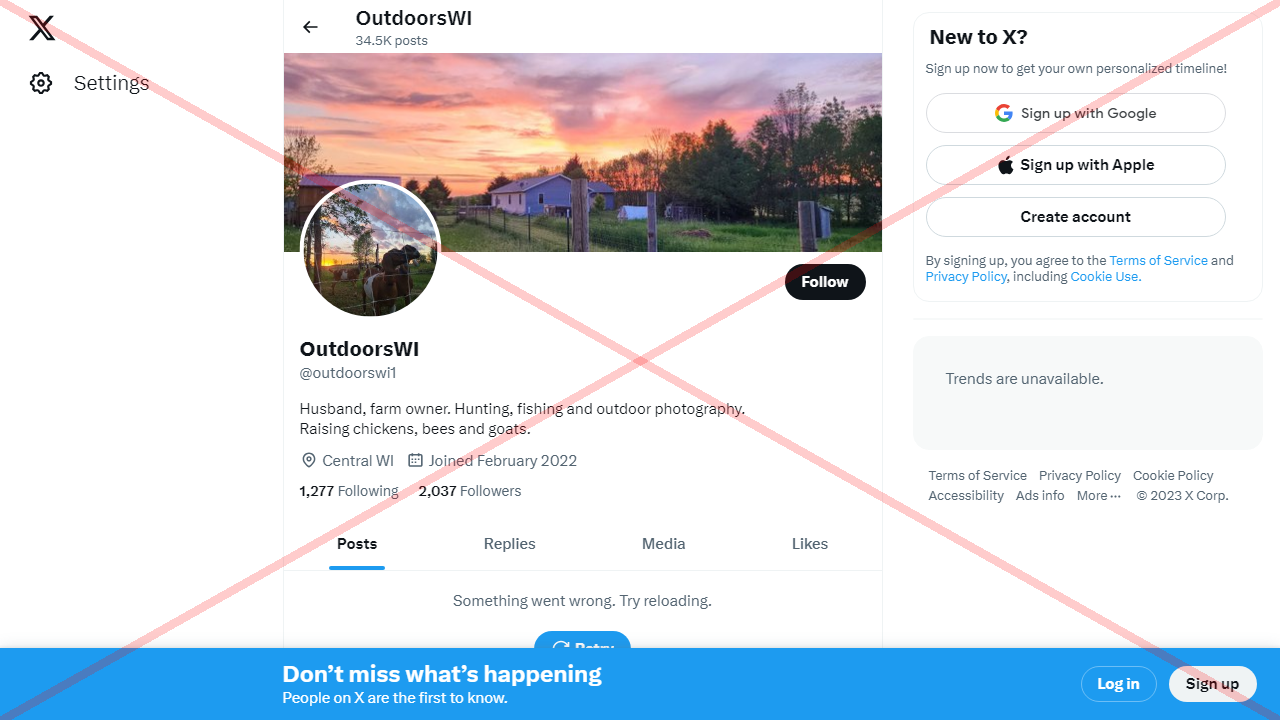 OutdoorsWI
34.5K posts
Settings
OutdoorsWI
@outdoorswi1
Follow
Husband, farm owner. Hunting, fishing and outdoor photography.
Raising chickens, bees and goats.
Central WI Joined February 2022
1,277 Following 2,037 Followers
Posts Replies Media Likes
Something went wrong. Try reloading.
Retry
New to X?
Sign up now to get your own personalized timeline!
Sign up with Google
Sign up with Apple
Create account
By signing up, you agree to the Terms of Service and
Privacy Policy, including Cookie Use.
Trends are unavailable.
Terms of Service Privacy Policy Cookie Policy
Accessibility Ads info More ··· © 2023 X Corp.
Don’t miss what’s happening
People on X are the first to know.
Log in Sign up